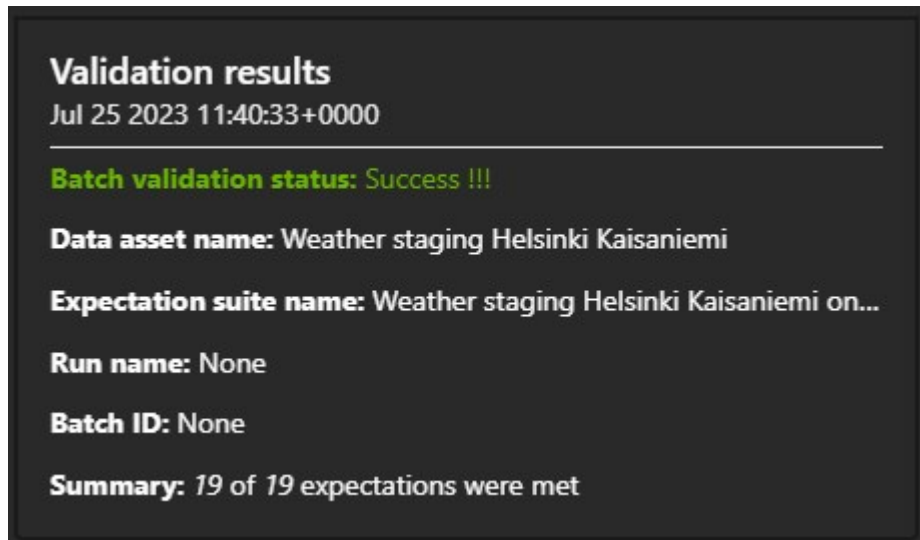 Validation results
Jul 25 2023 11:40:33+0000
Batch validation status: Success !!!
Data asset name: Weather staging Helsinki Kaisaniemi
Expectation suite name: Weather staging Helsinki Kaisaniemi on...
Run name: None
Batch ID: None
Summary: 19 of 19 expectations were met